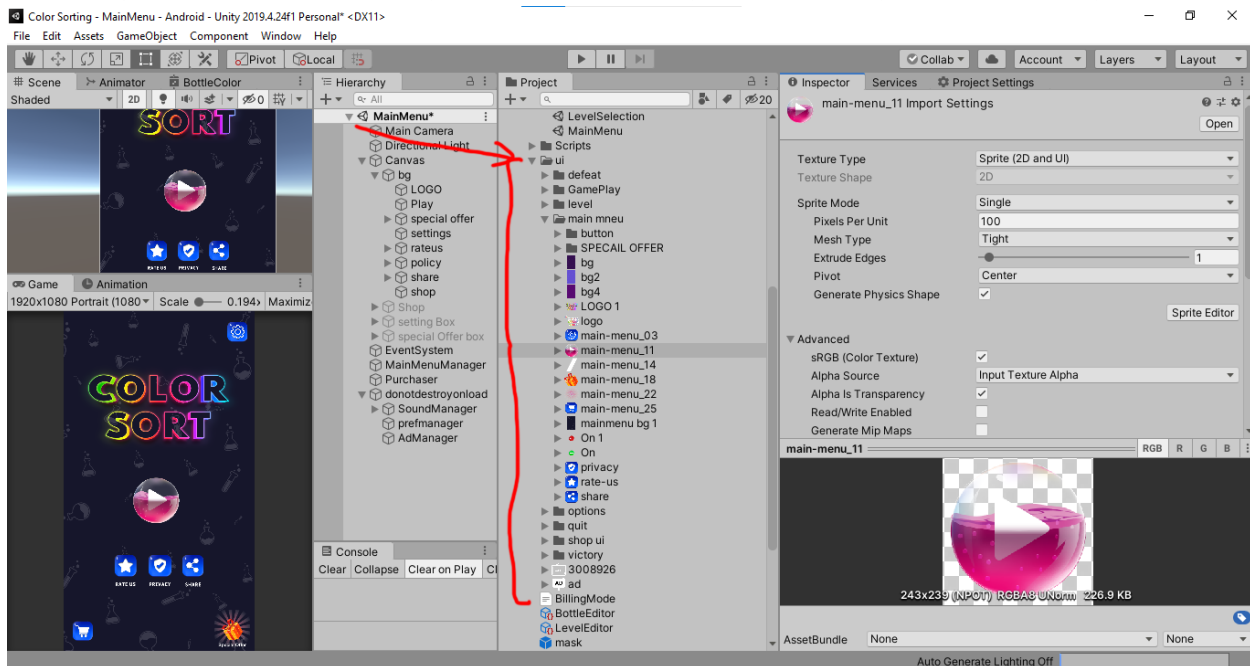 Color Sorting - MainMenu - Android - Unity 2019.4.24f1 Personal* <DX11>
File Edit Assets GameObject Component Window Help
Pivot Local Collab Account Layers Layout
Scene Animator BottleColor
Shaded 2D 0
SORT
RATE US PRIVACY SHARE
Game Animation
1920x1080 Portrait (1080 Scale 0.194x Maximiz
COLOR
SORT
RATE US PRIVACY SHARE
Special Offer
Hierarchy
All
MainMenu*
Main Camera
Directional Light
Canvas
bg
LOGO
Play
special offer
settings
rateus
policy
share
shop
Shop
setting Box
special Offer box
EventSystem
MainMenuManager
Purchaser
donotdestroyonload
SoundManager
prefmanager
AdManager
Console
Clear Collapse Clear on Play Cl
Project
20
LevelSelection
MainMenu
Scripts
ui
defeat
GamePlay
level
main mneu
button
SPECAIL OFFER
bg
bg2
bg4
LOGO 1
logo
main-menu_03
main-menu_11
main-menu_14
main-menu_18
main-menu_22
main-menu_25
mainmenu bg 1
On 1
On
privacy
rate-us
share
options
quit
shop ui
victory
3008926
ad
BillingMode
BottleEditor
LevelEditor
mask
Inspector Services Project Settings
main-menu_11 Import Settings
Open
Texture Type Sprite (2D and UI)
Texture Shape 2D
Sprite Mode Single
Pixels Per Unit 100
Mesh Type Tight
Extrude Edges 1
Pivot Center
Generate Physics Shape
Sprite Editor
Advanced
sRGB (Color Texture)
Alpha Source Input Texture Alpha
Alpha Is Transparency
Read/Write Enabled
Generate Mip Maps
main-menu_11 RGB R G B
243x239 (NPOT) RGBA8 UNorm 226.9 KB
AssetBundle None None
Auto Generate Lighting Off